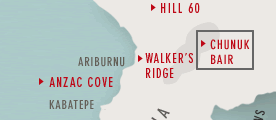 HILL 60
CHUNUK
BAIR
ARIBURNU
WALKER'S
RIDGE
ANZAC COVE
KABATEPE